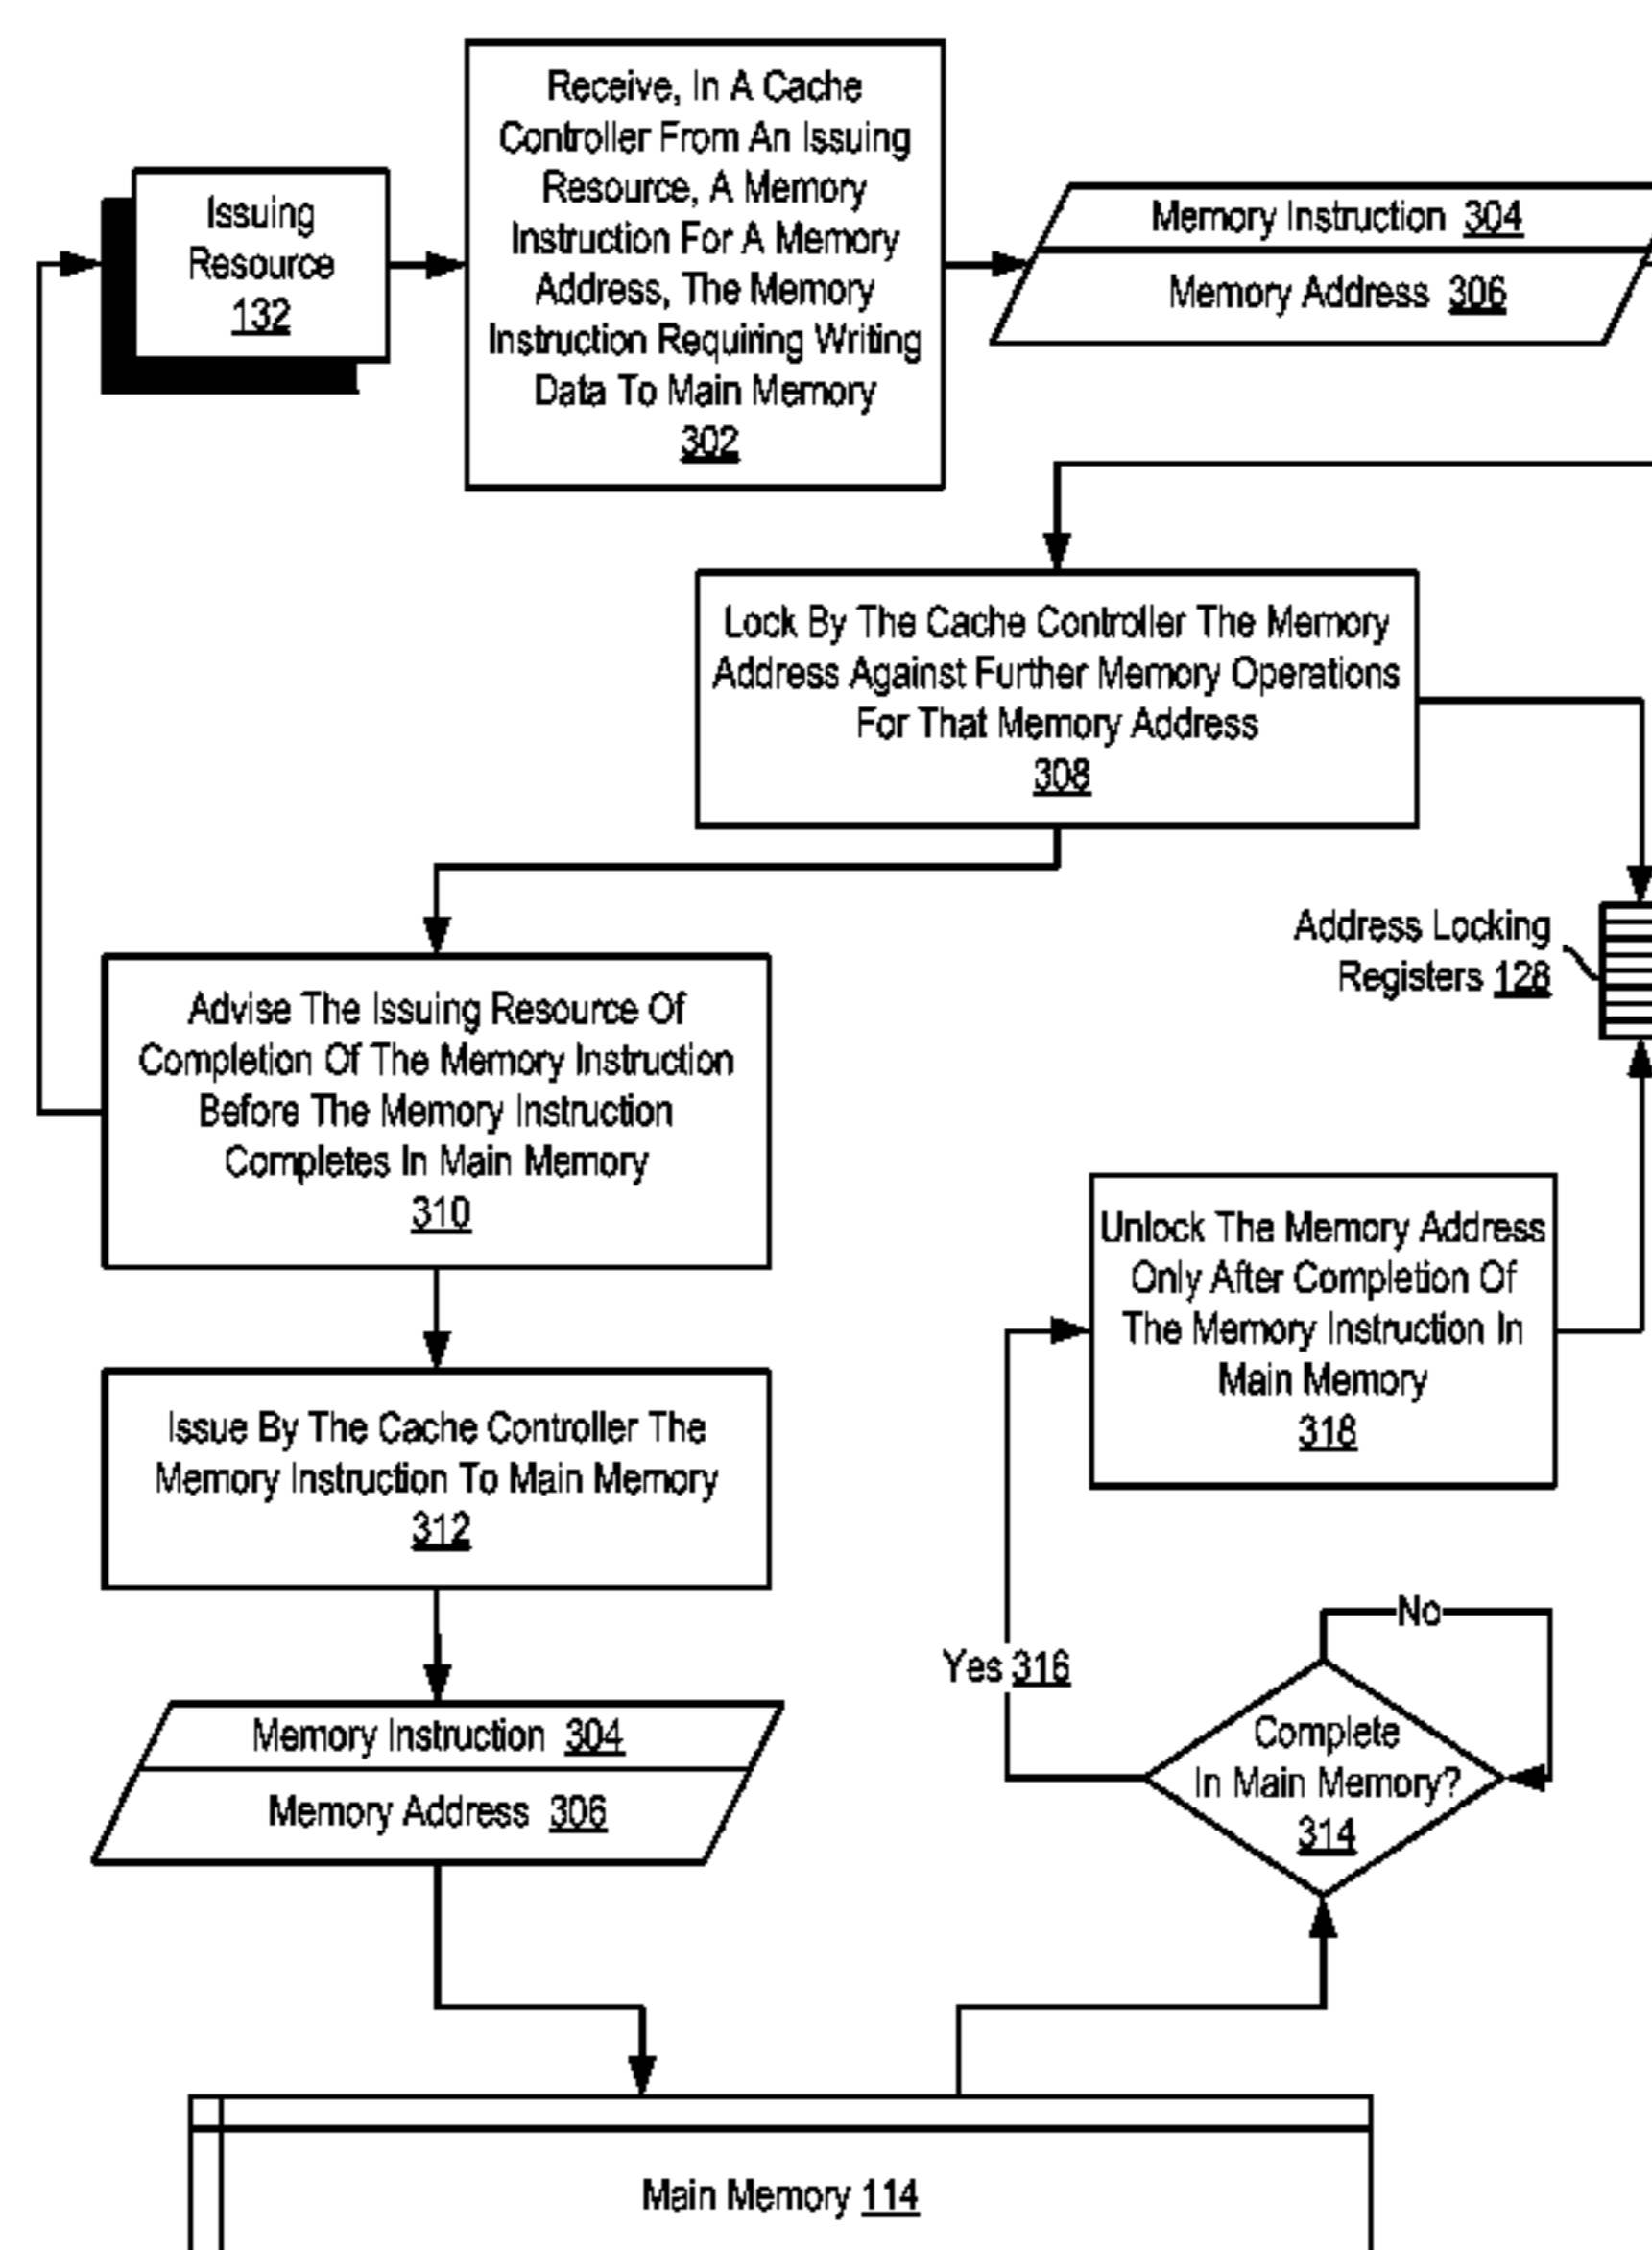 Issuing
Resource
132
Receive, In A Cache
Controller From An Issuing
Resource, A Memory
Instruction For A Memory
Address, The Memory
Instruction Requiring Writing
Data To Main Memory
302
Memory Instruction 304
Memory Address 306
Lock By The Cache Controller The Memory
Address Against Further Memory Operations
For That Memory Address
308
Address Locking
Registers 128
Advise The Issuing Resource Of
Completion Of The Memory Instruction
Before The Memory Instruction
Completes In Main Memory
310
Unlock The Memory Address
Only After Completion Of
The Memory Instruction In
Main Memory
318
Issue By The Cache Controller The
Memory Instruction To Main Memory
312
No
Yes 316
Complete
In Main Memory?
314
Memory Instruction 304
Memory Address 306
Main Memory 114